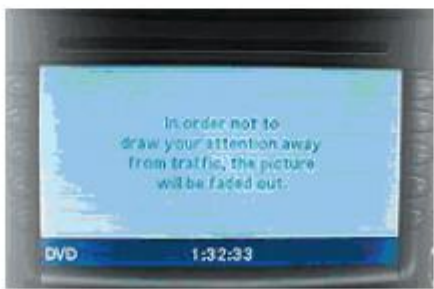 In order not to
draw your attention away
from traffic, the picture
will be faded out.
DVD 1:32:33